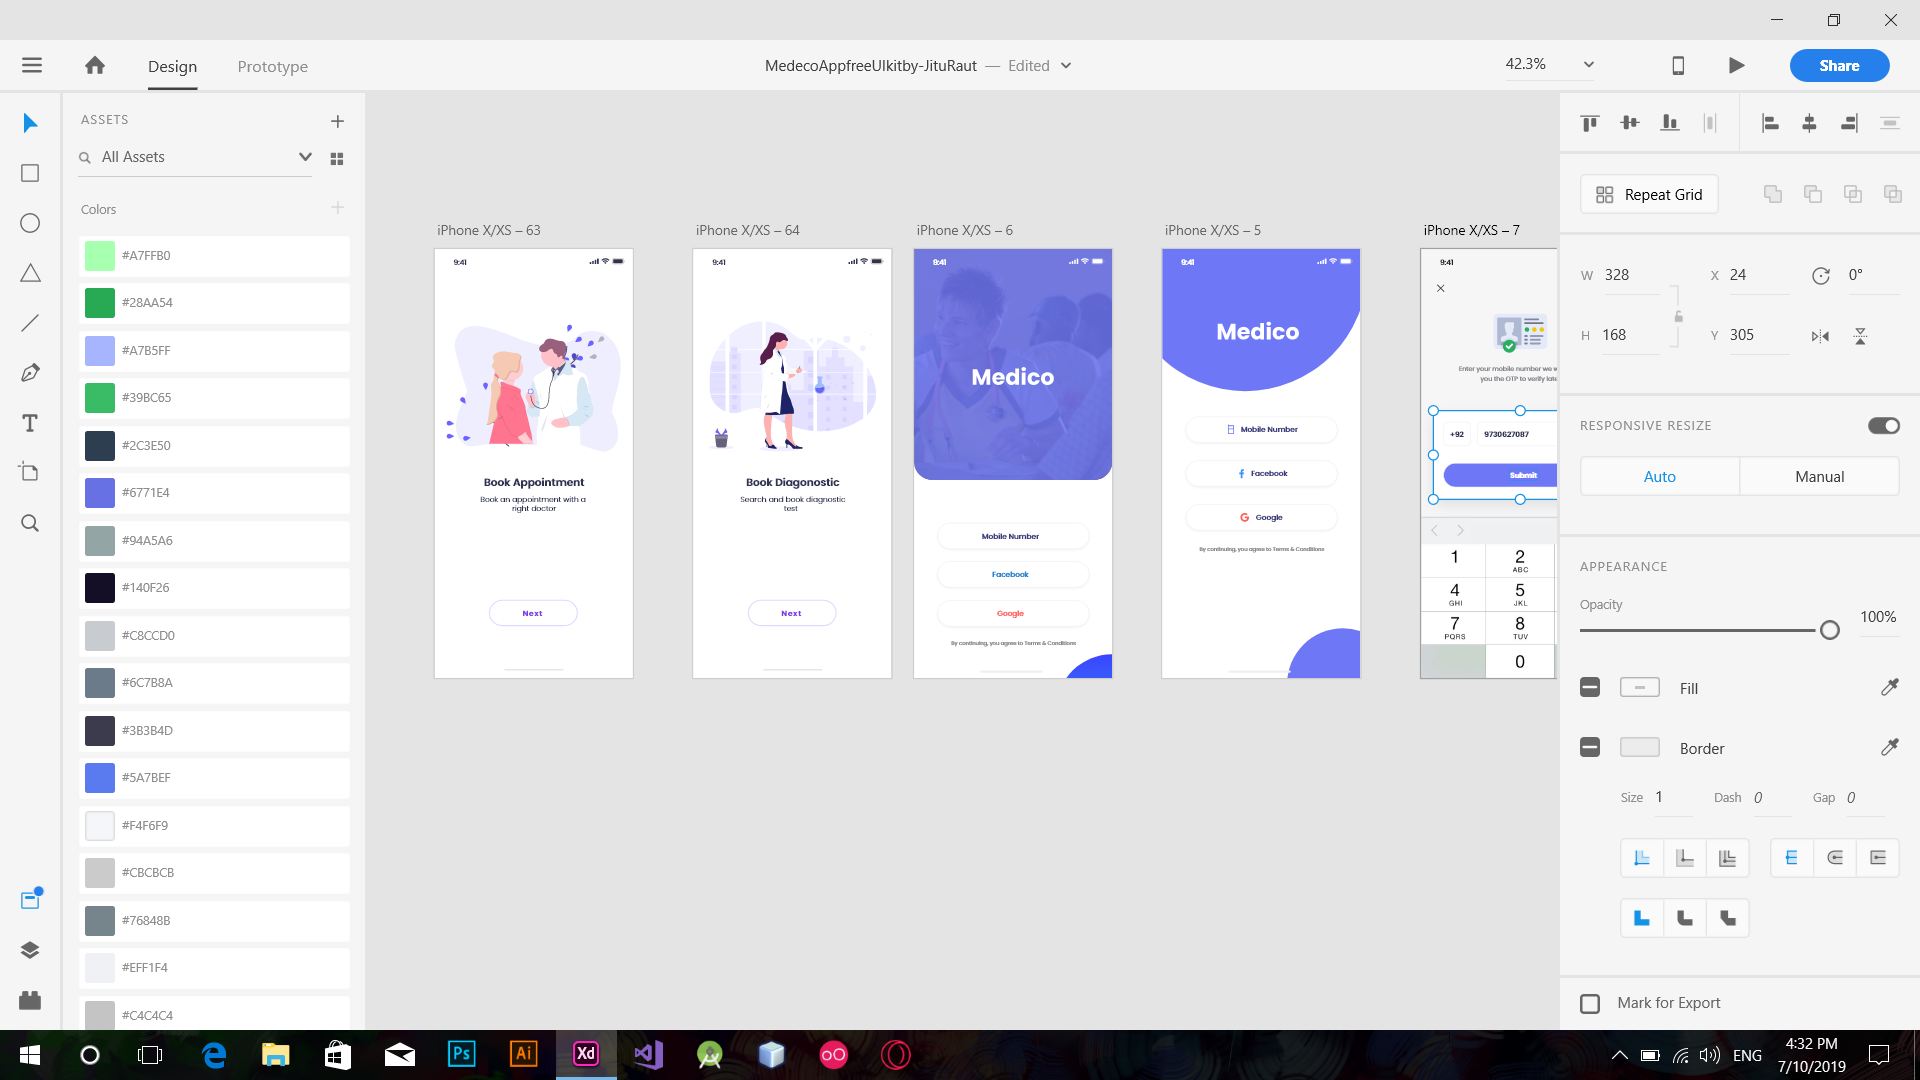 Design
Prototype
MedecoAppfreeUIkitby-JituRaut — Edited
42.3%
Share
ASSETS
All Assets
Colors
#A7FFB0
#28AA54
#A7B5FF
#39BC65
#2C3E50
#6771E4
#94A5A6
#140F26
#C8CCD0
#6C7B8A
#3B3B4D
#5A7BEF
#F4F6F9
#CBCBCB
#76848B
#EFF1F4
#C4C4C4
iPhone X/XS – 63
9:41
Book Appointment
Book an appointment with a
right doctor
Next
iPhone X/XS – 64
9:41
Book Diagonostic
Search and book diagnostic
test
Next
iPhone X/XS – 6
9:41
Medico
Mobile Number
Facebook
Google
By continuing, you agree to Terms & Conditions
iPhone X/XS – 5
9:41
Medico
Mobile Number
Facebook
Google
By continuing, you agree to Terms & Conditions
iPhone X/XS – 7
9:41
Enter your mobile number we w
you the OTP to verify late
+92
9730627087
Submit
1
2
ABC
4
GHI
5
JKL
7
PQRS
8
TUV
0
Repeat Grid
W 328
X 24
0°
H 168
Y 305
RESPONSIVE RESIZE
Auto
Manual
APPEARANCE
Opacity
100%
Fill
Border
Size 1
Dash 0
Gap 0
Mark for Export
Ps
Ai
Xd
ENG
4:32 PM
7/10/2019